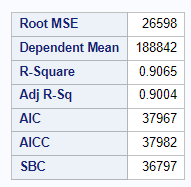 Root MSE 26598
Dependent Mean 188842
R-Square 0.9065
Adj R-Sq 0.9004
AIC 37967
AICC 37982
SBC 36797